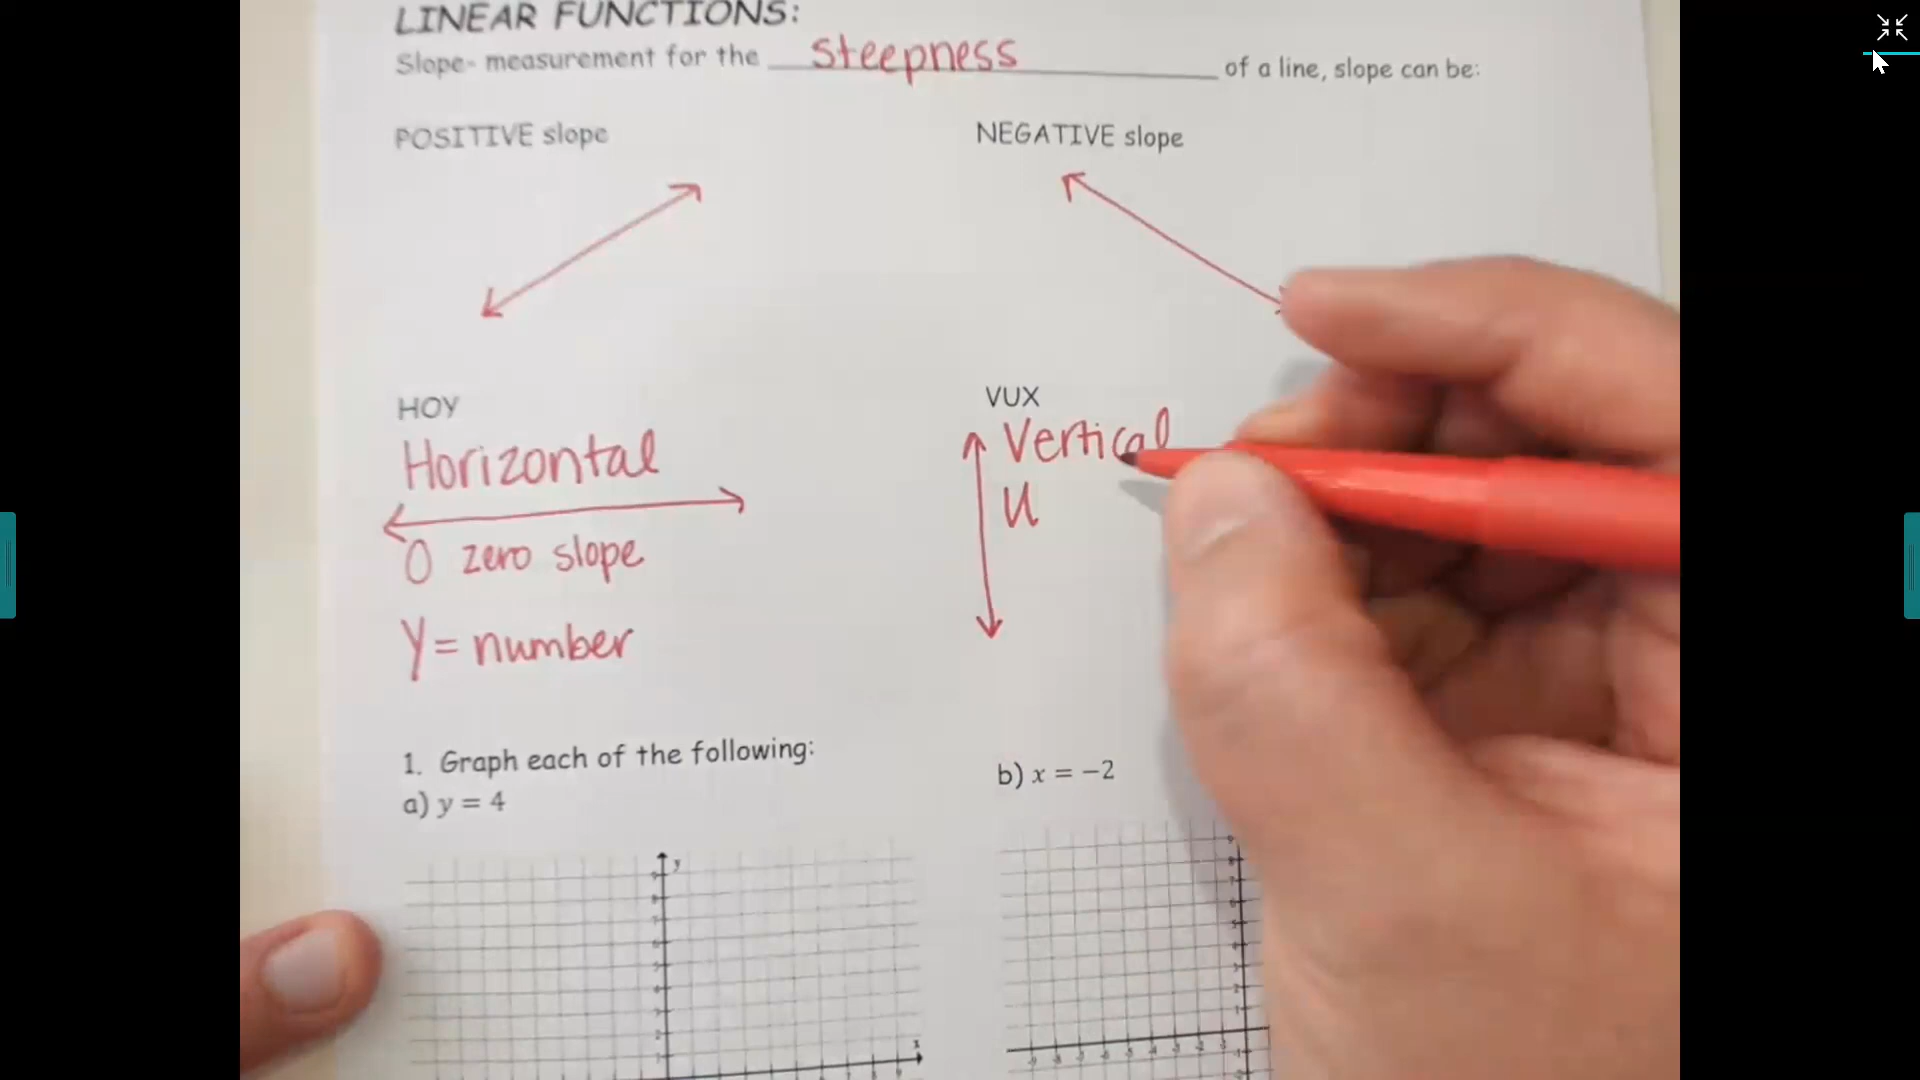 LINEAR FUNCTIONS:
Slope- measurement for the steepness of a line, slope can be:
POSITIVE slope
NEGATIVE slope
HOY
Horizontal
0 zero slope
y = number
VUX
Vertical
U
1. Graph each of the following:
a) y = 4
b) x = −2
y
x